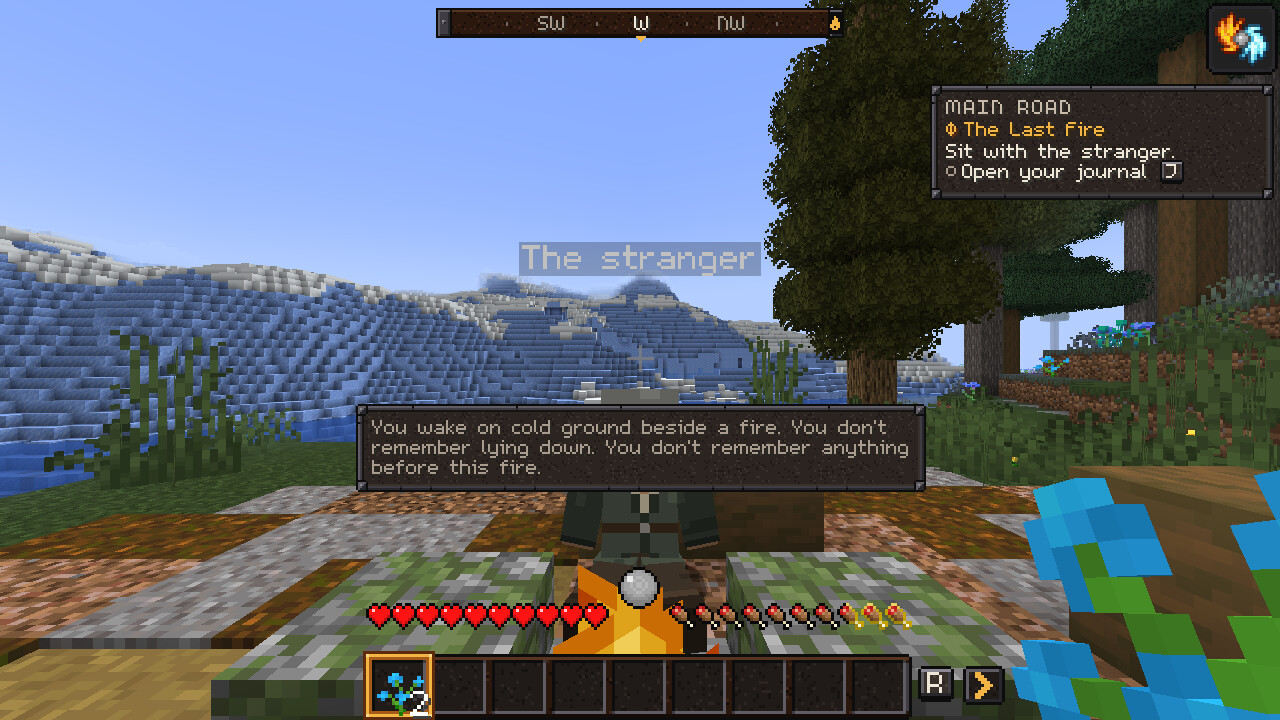 SW
W
NW
MAIN ROAD
The Last Fire
Sit with the stranger.
Open your journal J
The stranger
You wake on cold ground beside a fire. You don't
remember lying down. You don't remember anything
before this fire.
2
R